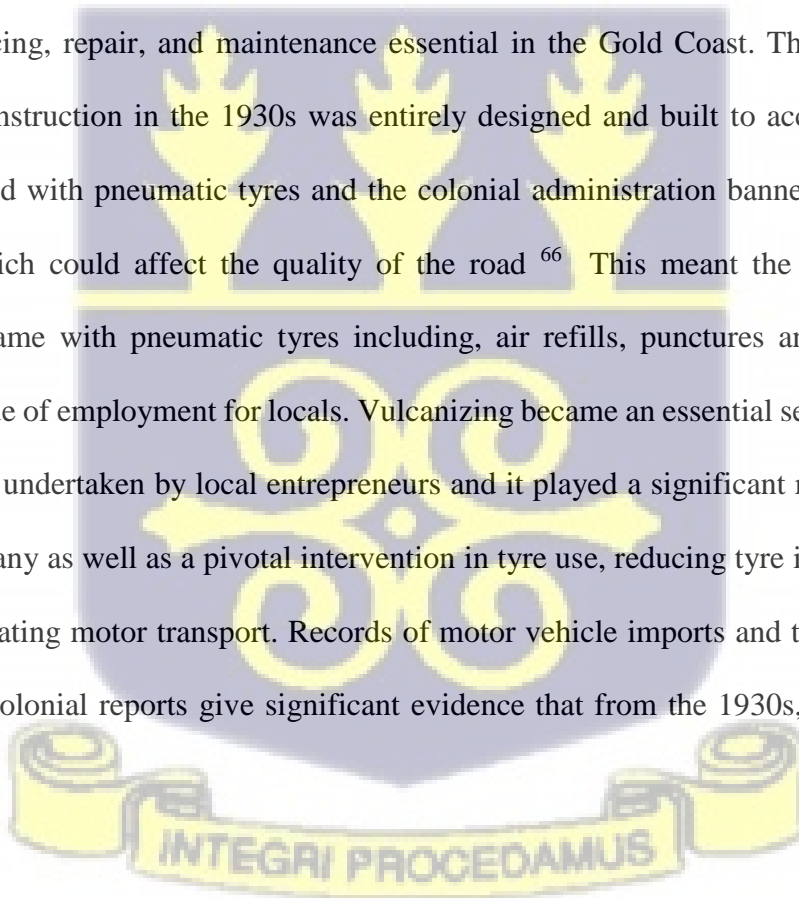 cing, repair, and maintenance essential in the Gold Coast. Th
nstruction in the 1930s was entirely designed and built to acc
d with pneumatic tyres and the colonial administration banne
ich could affect the quality of the road 66 This meant the
ame with pneumatic tyres including, air refills, punctures ar
le of employment for locals. Vulcanizing became an essential se
undertaken by local entrepreneurs and it played a significant r
any as well as a pivotal intervention in tyre use, reducing tyre i
ating motor transport. Records of motor vehicle imports and t
olonial reports give significant evidence that from the 1930s,
INTEGRI PROCEDAMUS